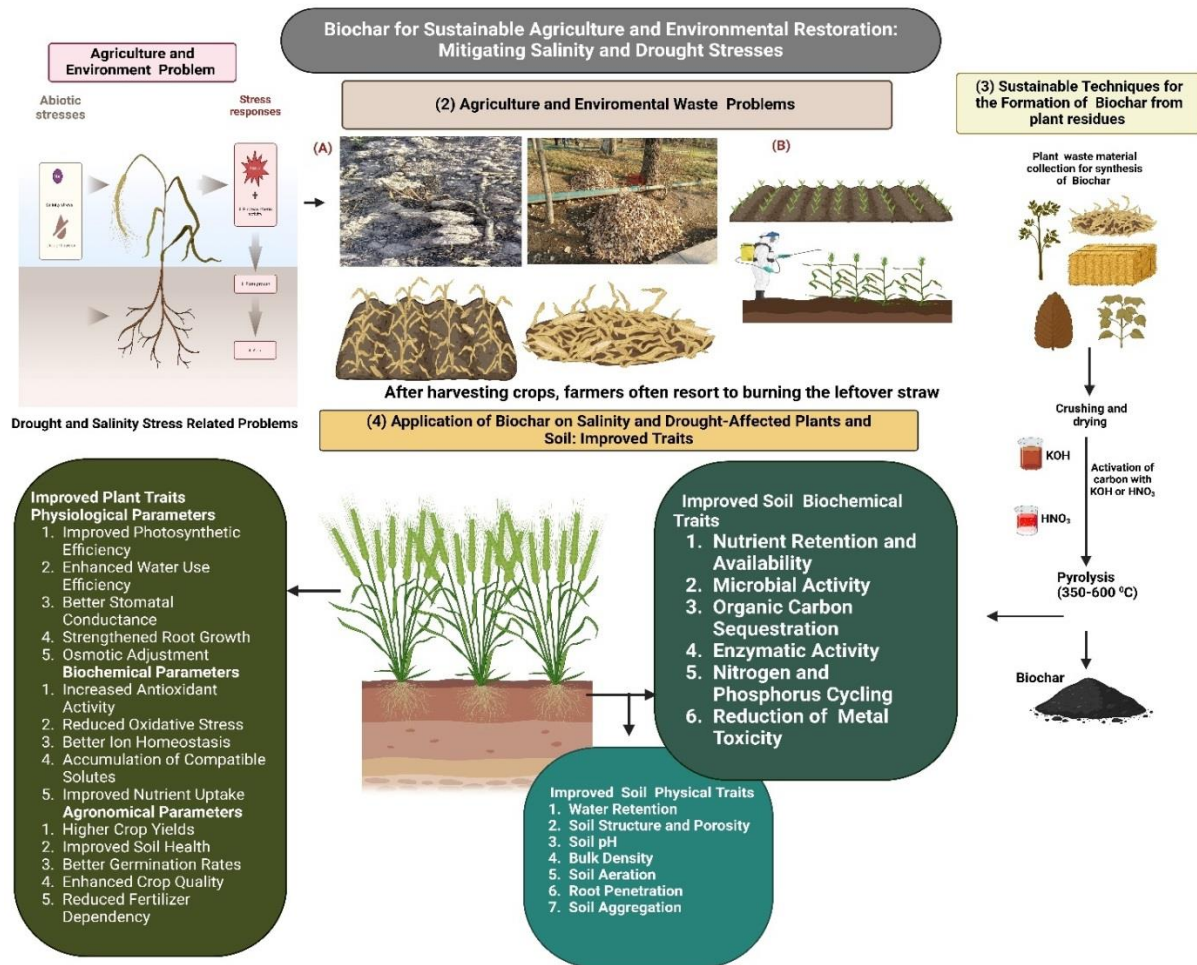 Biochar for Sustainable Agriculture and Environmental Restoration:
Mitigating Salinity and Drought Stresses
Agriculture and
Environment Problem
Abiotic
stresses
Stress
responses
Drought and Salinity Stress Related Problems
(2) Agriculture and Enviromental Waste Problems
(A)
(B)
After harvesting crops, farmers often resort to burning the leftover straw
(3) Sustainable Techniques for
the Formation of Biochar from
plant residues
Plant waste material
collection for synthesis
of Biochar
Crushing and
drying
KOH
Activation of
carbon with
KOH or HNO₃
HNO₃
Pyrolysis
(350-600 ⁰C)
Biochar
(4) Application of Biochar on Salinity and Drought-Affected Plants and
Soil: Improved Traits
Improved Plant Traits
Physiological Parameters
1. Improved Photosynthetic
Efficiency
2. Enhanced Water Use
Efficiency
3. Better Stomatal
Conductance
4. Strengthened Root Growth
5. Osmotic Adjustment
Biochemical Parameters
1. Increased Antioxidant
Activity
2. Reduced Oxidative Stress
3. Better Ion Homeostasis
4. Accumulation of Compatible
Solutes
5. Improved Nutrient Uptake
Agronomical Parameters
1. Higher Crop Yields
2. Improved Soil Health
3. Better Germination Rates
4. Enhanced Crop Quality
5. Reduced Fertilizer
Dependency
Improved Soil Biochemical
Traits
1. Nutrient Retention and
Availability
2. Microbial Activity
3. Organic Carbon
Sequestration
4. Enzymatic Activity
5. Nitrogen and
Phosphorus Cycling
6. Reduction of Metal
Toxicity
Improved Soil Physical Traits
1. Water Retention
2. Soil Structure and Porosity
3. Soil pH
4. Bulk Density
5. Soil Aeration
6. Root Penetration
7. Soil Aggregation